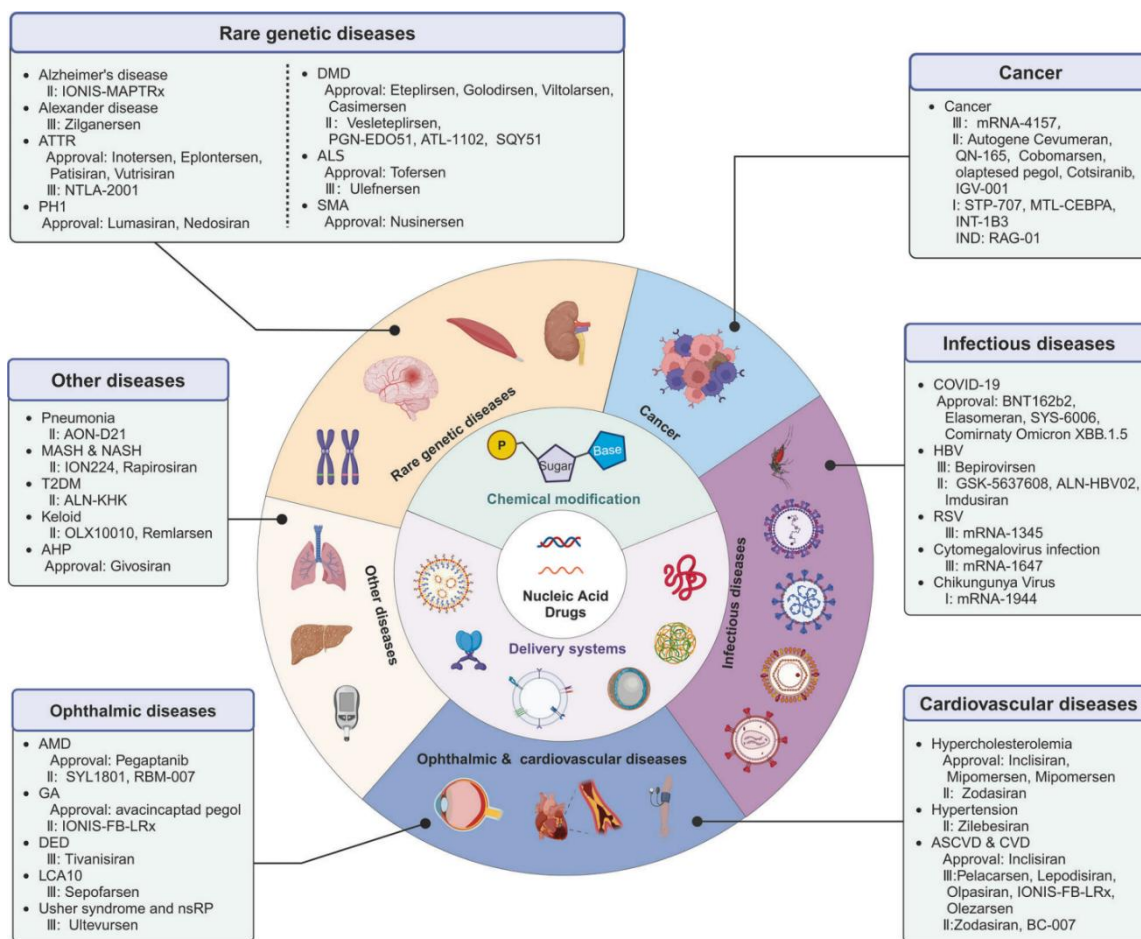 Rare genetic diseases
• Alzheimer's disease
Ⅱ: IONIS-MAPTRx
• Alexander disease
Ⅲ: Zilganersen
• ATTR
Approval: Inotersen, Eplontersen,
Patisiran, Vutrisiran
Ⅲ: NTLA-2001
• PH1
Approval: Lumasiran, Nedosiran
• DMD
Approval: Eteplirsen, Golodirsen, Viltolarsen,
Casimersen
Ⅱ: Vesleteplirsen,
PGN-EDO51, ATL-1102, SQY51
• ALS
Approval: Tofersen
Ⅲ: Ulefnersen
• SMA
Approval: Nusinersen
Cancer
• Cancer
Ⅲ: mRNA-4157,
Ⅱ: Autogene Cevumeran,
QN-165, Cobomarsen,
olaptesed pegol, Cotsiranib,
IGV-001
I: STP-707, MTL-CEBPA,
INT-1B3
IND: RAG-01
Other diseases
• Pneumonia
Ⅱ: AON-D21
• MASH & NASH
Ⅱ: ION224, Rapirosiran
• T2DM
Ⅱ: ALN-KHK
• Keloid
Ⅱ: OLX10010, Remlarsen
• AHP
Approval: Givosiran
Infectious diseases
• COVID-19
Approval: BNT162b2,
Elasomeran, SYS-6006,
Comirnaty Omicron XBB.1.5
• HBV
Ⅲ: Bepirovirsen
Ⅱ: GSK-5637608, ALN-HBV02,
Imdusiran
• RSV
Ⅲ: mRNA-1345
• Cytomegalovirus infection
Ⅲ: mRNA-1647
• Chikungunya Virus
I: mRNA-1944
Rare genetic diseases
Cancer
Infectious diseases
Other diseases
Ophthalmic & cardiovascular diseases
P
Sugar
Base
Chemical modification
Nucleic Acid
Drugs
Delivery systems
Ophthalmic diseases
• AMD
Approval: Pegaptanib
Ⅱ: SYL1801, RBM-007
• GA
Approval: avacincaptad pegol
Ⅱ: IONIS-FB-LRx
• DED
Ⅲ: Tivanisiran
• LCA10
Ⅲ: Sepofarsen
• Usher syndrome and nsRP
Ⅲ: Ultevursen
Cardiovascular diseases
• Hypercholesterolemia
Approval: Inclisiran,
Mipomersen, Mipomersen
Ⅱ: Zodasiran
• Hypertension
Ⅱ: Zilebesiran
• ASCVD & CVD
Approval: Inclisiran
Ⅲ:Pelacarsen, Lepodisiran,
Olpasiran, IONIS-FB-LRx,
Olezarsen
Ⅱ:Zodasiran, BC-007